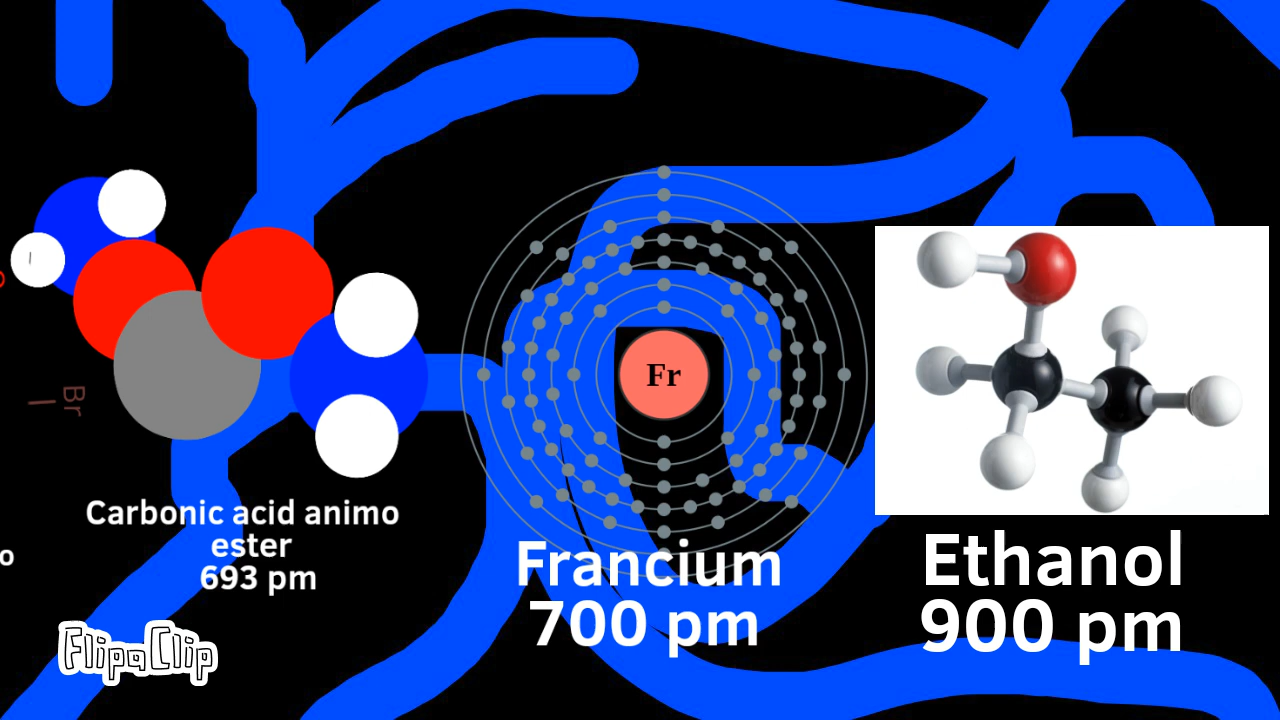 Br
Fr
Carbonic acid animo
ester
693 pm
Francium
700 pm
Ethanol
900 pm
o
FlipaClip